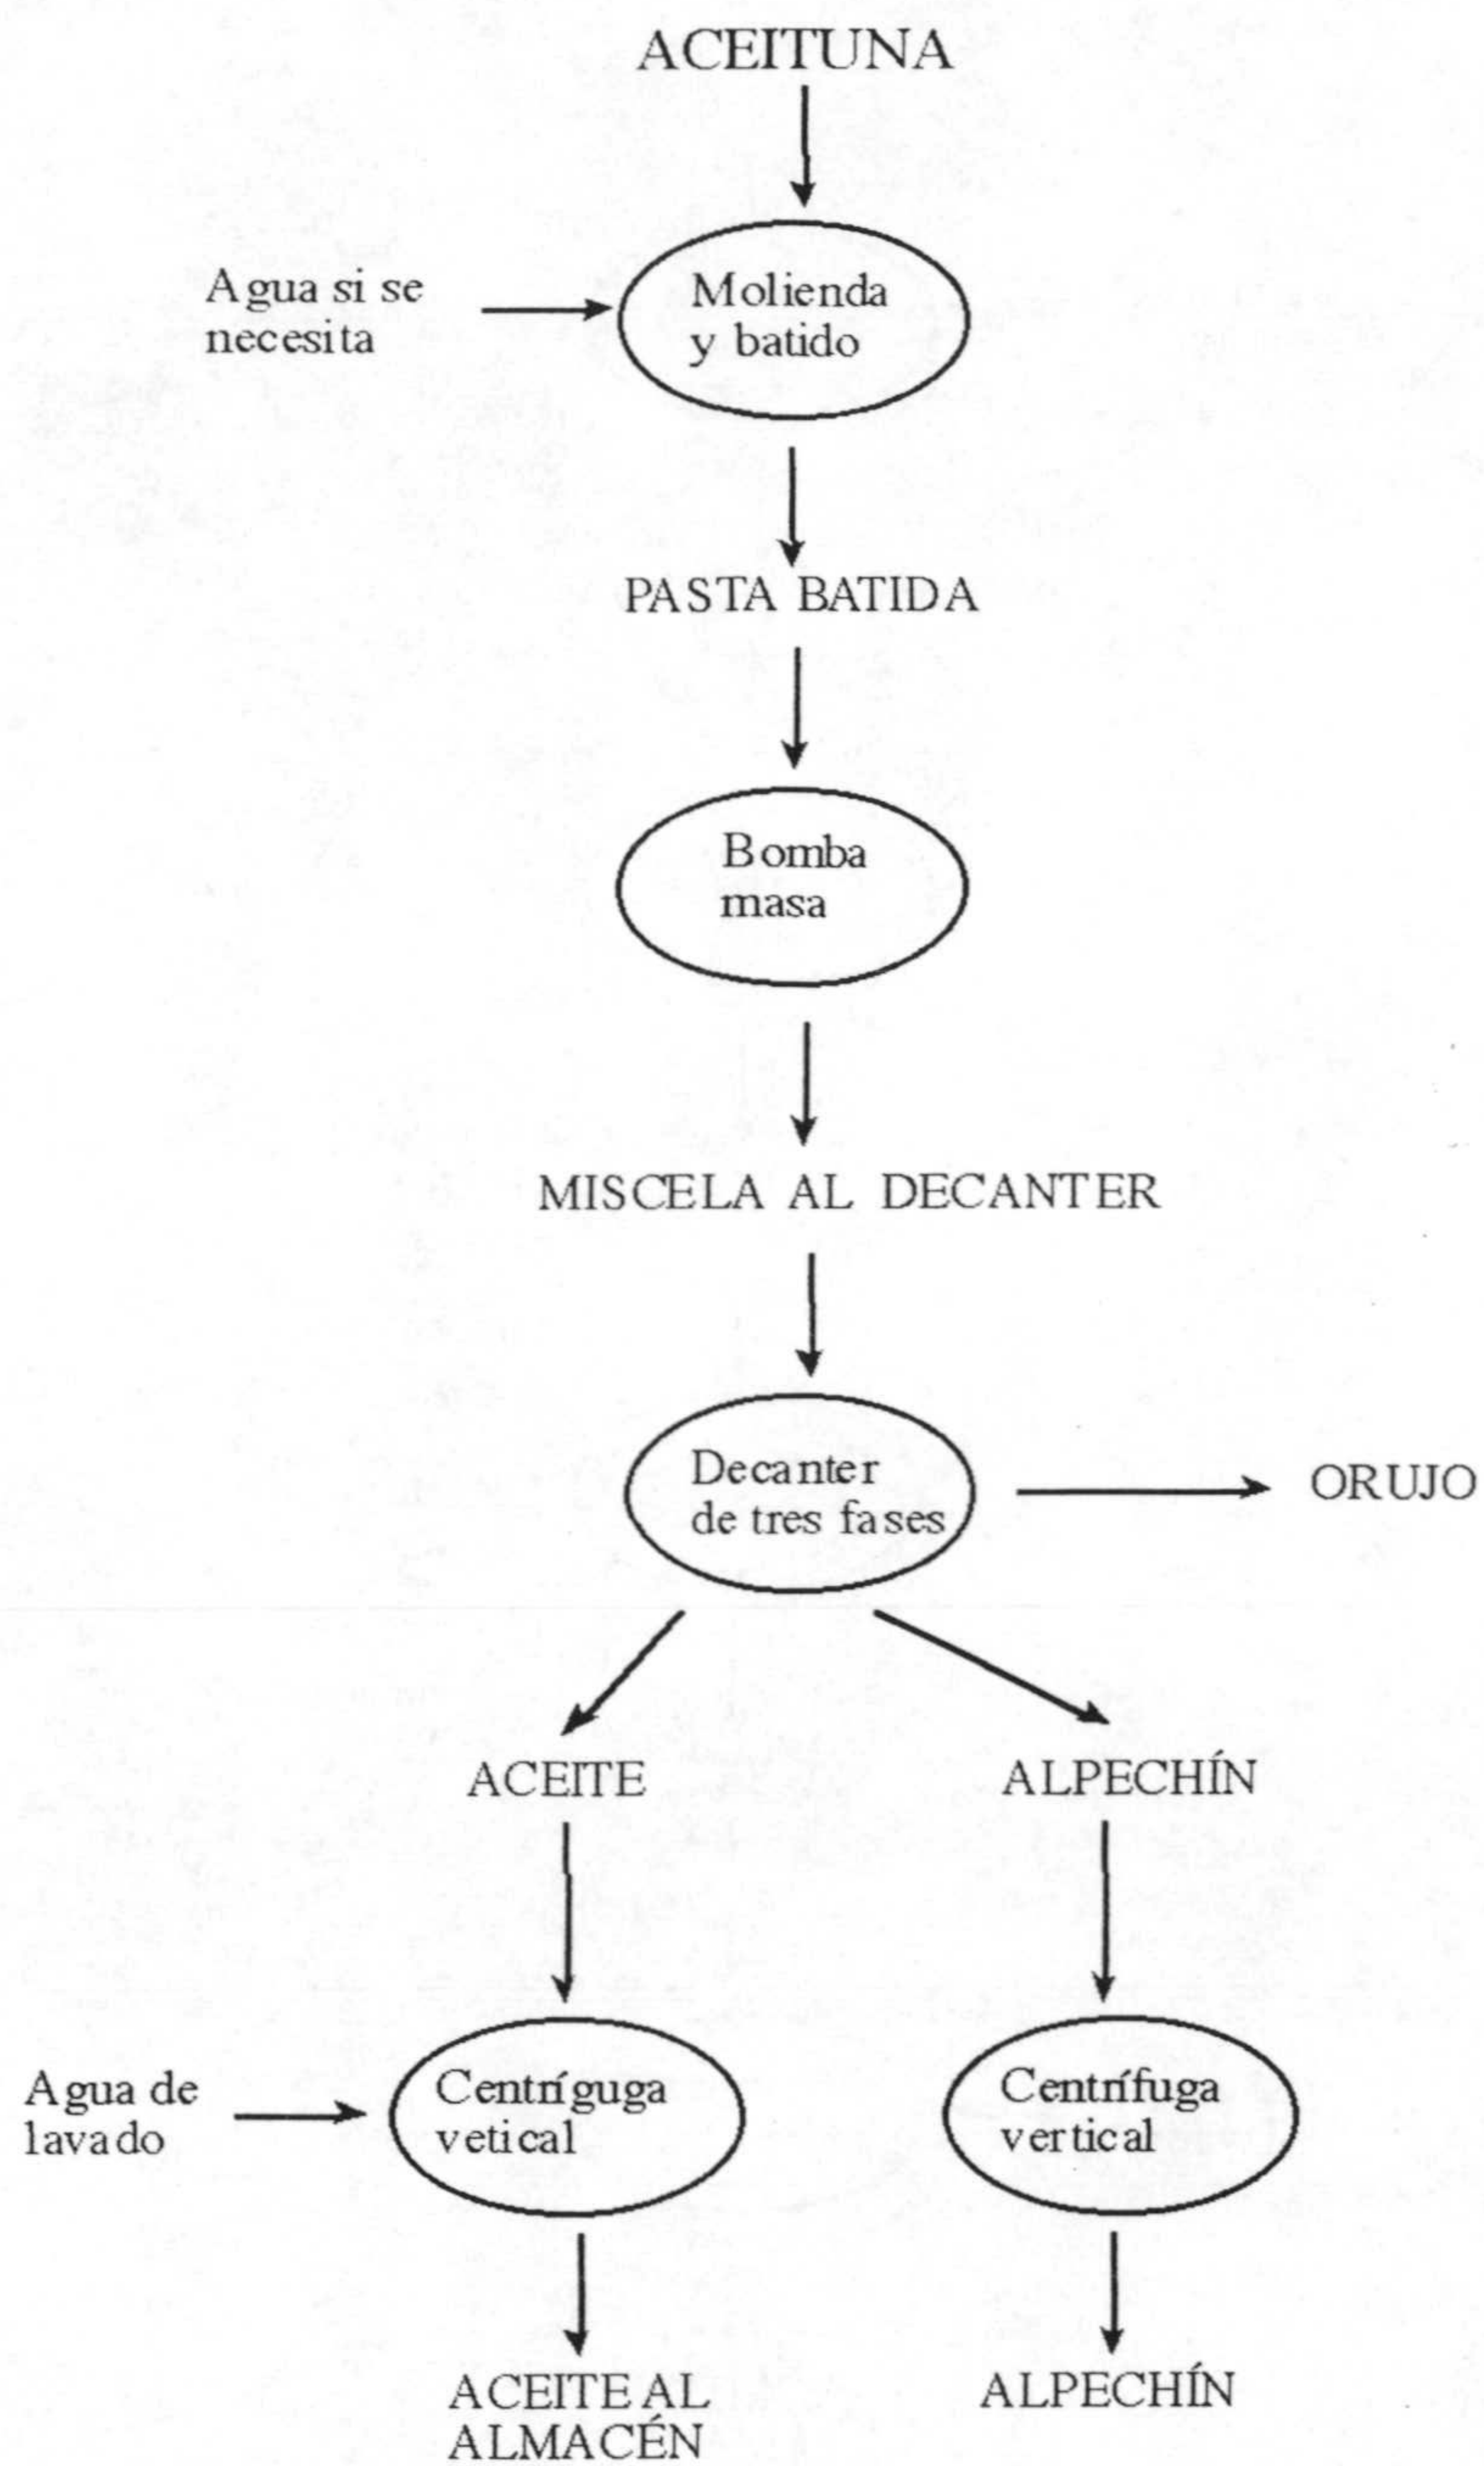 ACEITUNA
Agua si se
necesita
Molienda
y batido
PASTA BATIDA
Bomba
masa
MISCELA AL DECANTER
Decanter
de tres fases
ORUJO
ACEITE
ALPECHÍN
Agua de
lavado
Centríguga
vetical
Centrífuga
vertical
ACEITE AL
ALMACÉN
ALPECHÍN